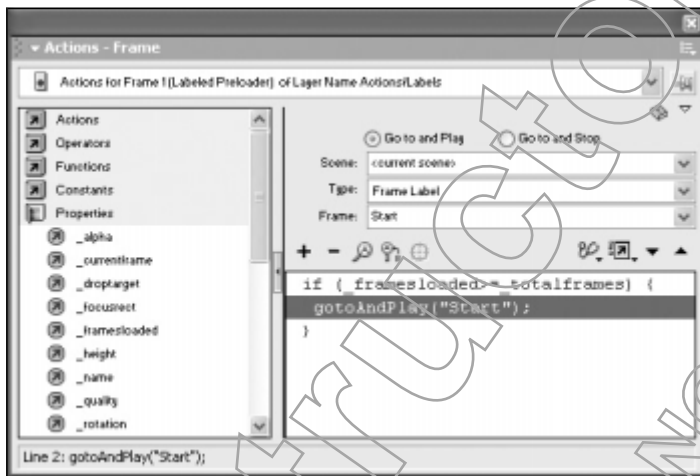 Actions - Frame
Actions for Frame 1 (Labeled Preloader) of Layer Name Actions/Labels
Actions
Operators
Functions
Constants
Properties
_alpha
_currentframe
_droptarget
_focusrect
_framesloaded
_height
_name
_quality
_rotation
Go to and Play
Go to and Stop
Scene: <current scene>
Type: Frame Label
Frame: Start
if (_framesloaded>=_totalframes) {
gotoAndPlay("Start");
}
Line 2: gotoAndPlay("Start");